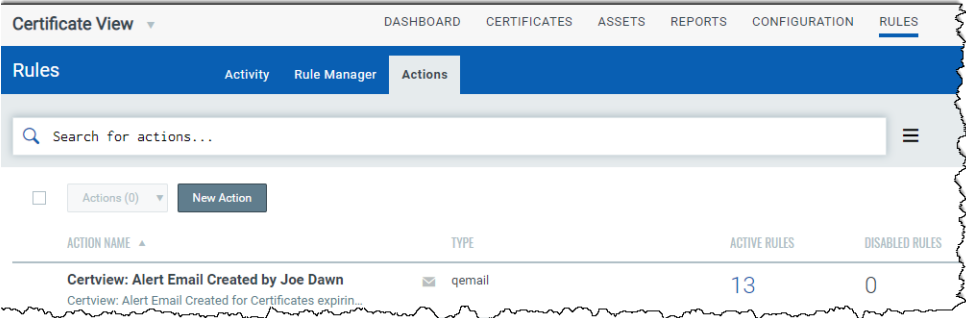 Certificate View DASHBOARD CERTIFICATES ASSETS REPORTS CONFIGURATION RULES
Rules Activity Rule Manager Actions
Search for actions...
Actions (0) New Action
ACTION NAME TYPE ACTIVE RULES DISABLED RULES
Certview: Alert Email Created by Joe Dawn qemail 13 0
Certview: Alert Email Created for Certificates expirin...